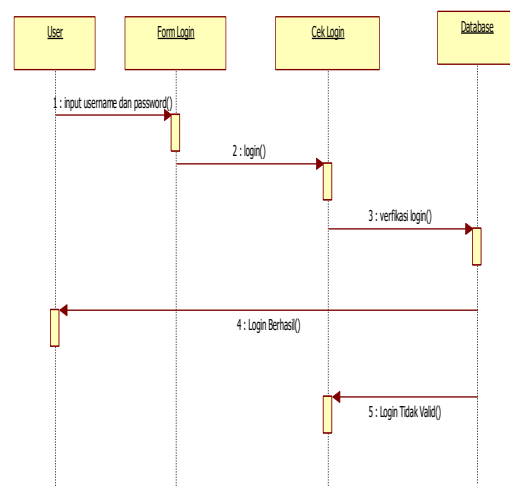 User
Form Login
Cek Login
Database
1 : input username dan password()
2 : login()
3 : verfikasi login()
4 : Login Berhasil()
5 : Login Tidak Valid()